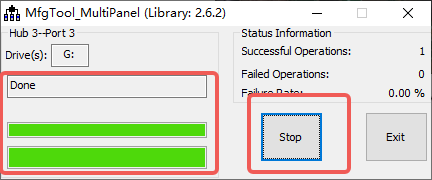 MfgTool_MultiPanel (Library: 2.6.2)
Hub 3--Port 3
Drive(s): G:
Done
Status Information
Successful Operations: 1
Failed Operations: 0
Failure Rate: 0.00 %
Stop
Exit